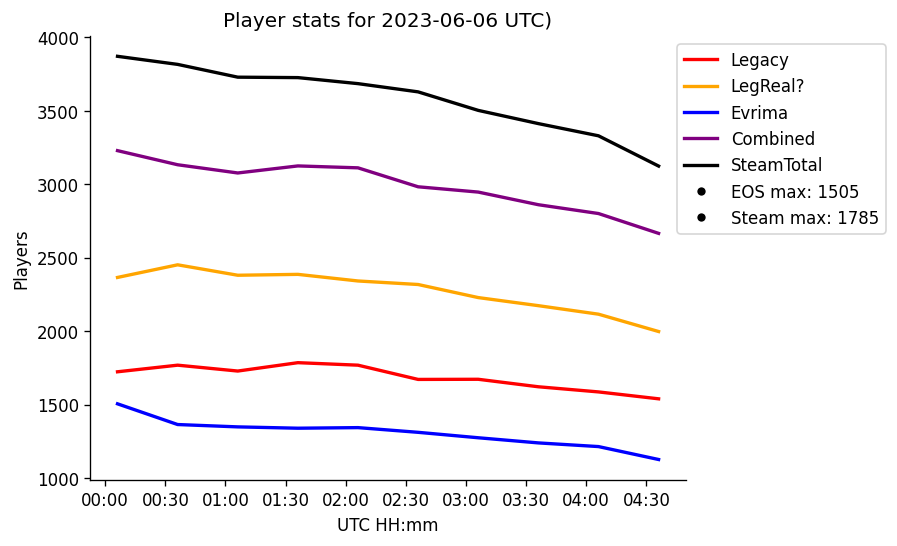 Player stats for 2023-06-06 UTC)
4000
3500
3000
2500
2000
1500
1000
Players
00:00 00:30 01:00 01:30 02:00 02:30 03:00 03:30 04:00 04:30
UTC HH:mm
Legacy
LegReal?
Evrima
Combined
SteamTotal
EOS max: 1505
Steam max: 1785